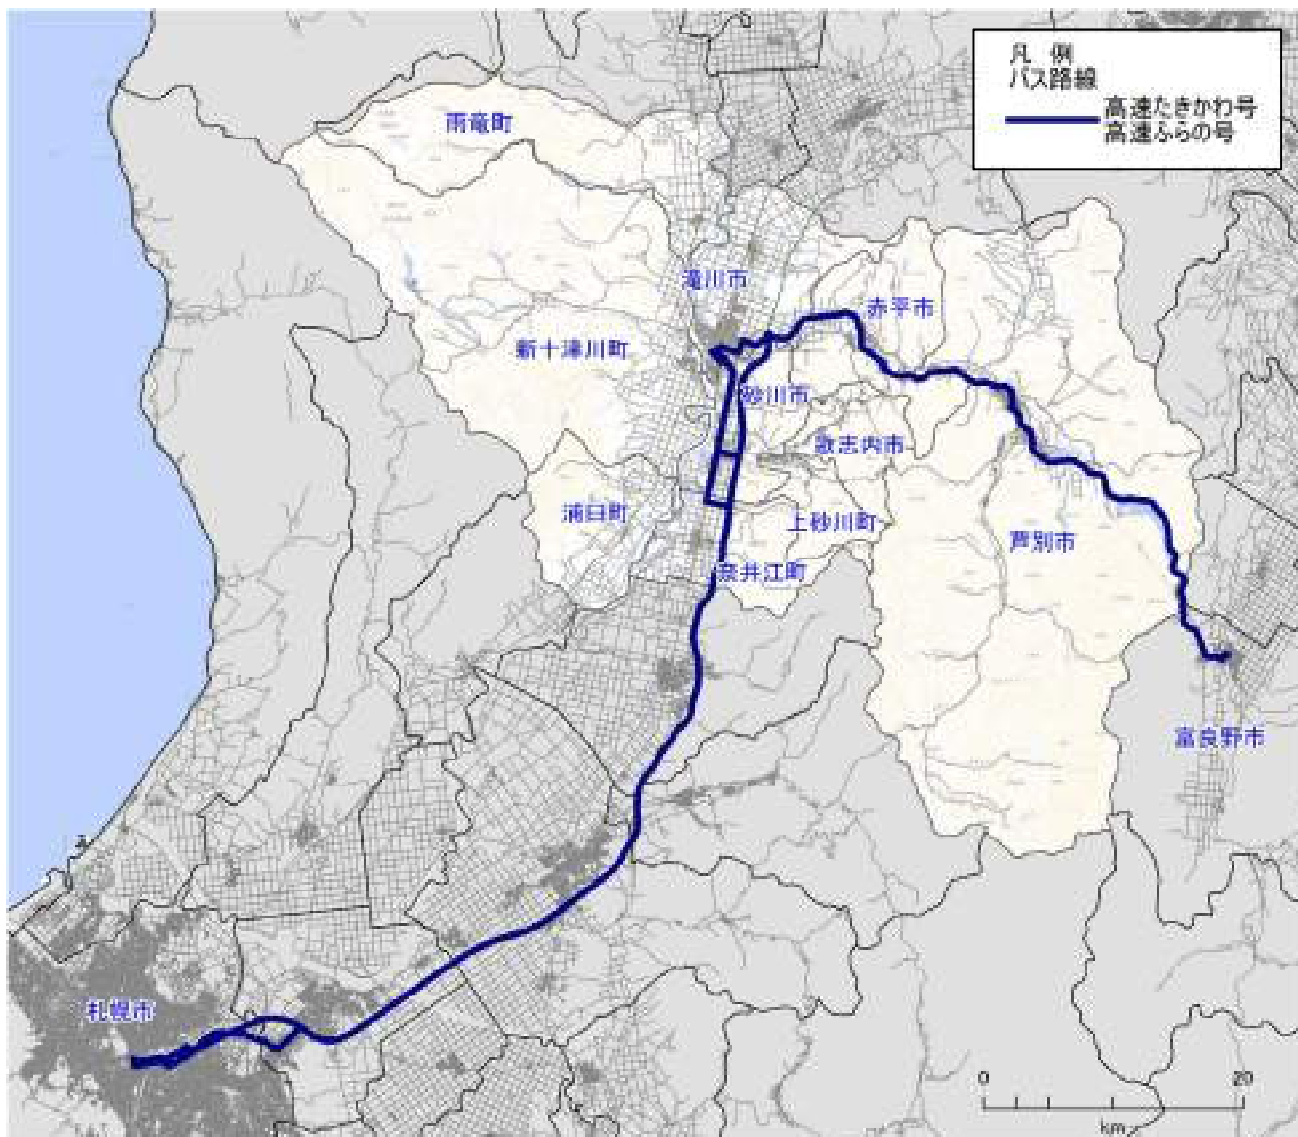 凡 例
バス路線
高速たきかわ号
高速ふらの号
雨竜町
滝川市
赤平市
新十津川町
砂川市
歌志内市
浦臼町
上砂川町
芦別市
奈井江町
富良野市
札幌市
0
20
km